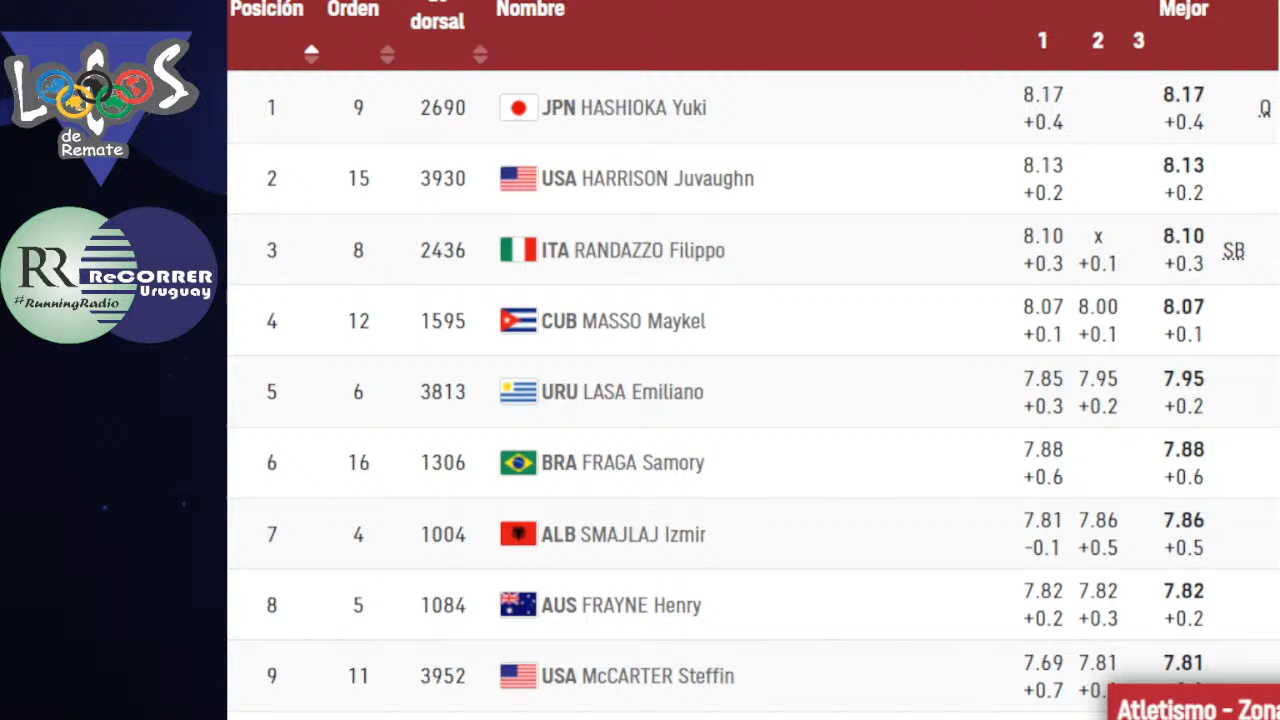 Posición Orden dorsal Nombre Mejor
1 2 3
LOLOS
de
Remate
RR
#RunningRadio
ReCORRER
Uruguay
1 9 2690 JPN HASHIOKA Yuki 8.17 8.17 Q
+0.4 +0.4
2 15 3930 USA HARRISON Juvaughn 8.13 8.13
+0.2 +0.2
3 8 2436 ITA RANDAZZO Filippo 8.10 x 8.10 SB
+0.3 +0.1 +0.3
4 12 1595 CUB MASSO Maykel 8.07 8.00 8.07
+0.1 +0.1 +0.1
5 6 3813 URU LASA Emiliano 7.85 7.95 7.95
+0.3 +0.2 +0.2
6 16 1306 BRA FRAGA Samory 7.88 7.88
+0.6 +0.6
7 4 1004 ALB SMAJLAJ Izmir 7.81 7.86 7.86
-0.1 +0.5 +0.5
8 5 1084 AUS FRAYNE Henry 7.82 7.82 7.82
+0.2 +0.3 +0.2
9 11 3952 USA McCARTER Steffin 7.69 7.81 7.81
+0.7
Atletismo - Zona